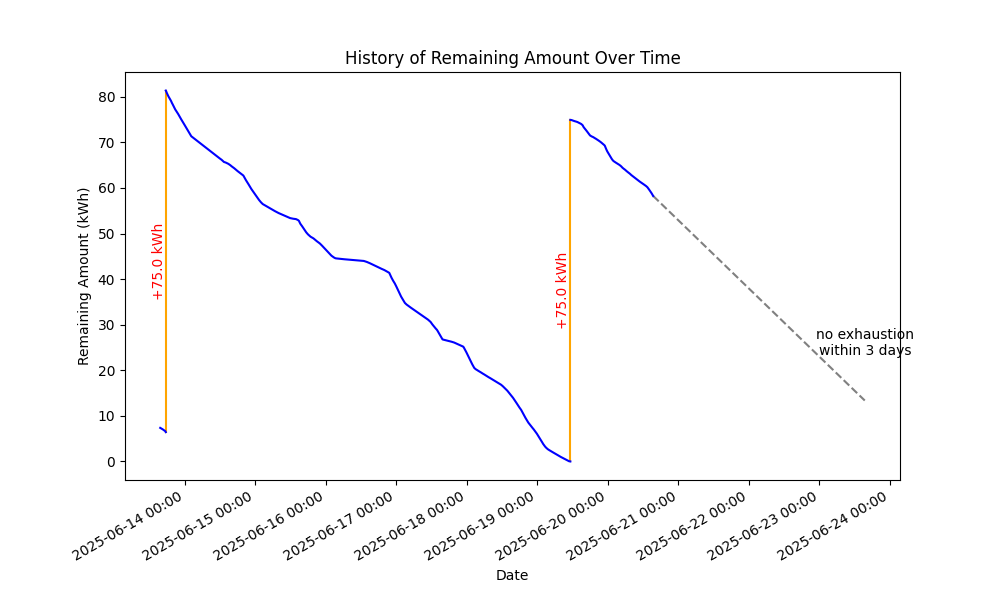 History of Remaining Amount Over Time
Remaining Amount (kWh)
80
70
60
50
40
30
20
10
0
+75.0 kWh
+75.0 kWh
no exhaustion
within 3 days
2025-06-14 00:00
2025-06-15 00:00
2025-06-16 00:00
2025-06-17 00:00
2025-06-18 00:00
2025-06-19 00:00
2025-06-20 00:00
2025-06-21 00:00
2025-06-22 00:00
2025-06-23 00:00
2025-06-24 00:00
Date